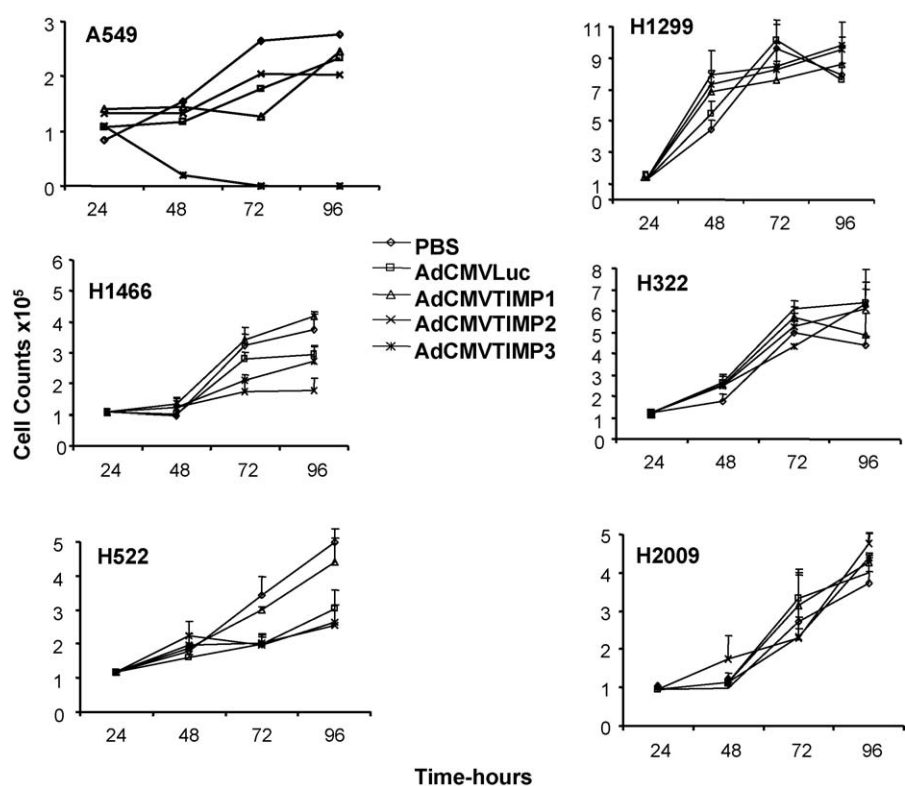 A549
3
2
1
0
24 48 72 96
H1299
11
9
7
5
3
1
1
24 48 72 96
PBS
AdCMVLuc
AdCMVTIMP1
AdCMVTIMP2
AdCMVTIMP3
Cell Counts x10⁵
H1466
5
4
3
2
1
0
24 48 72 96
H322
8
7
6
5
4
3
2
1
0
24 48 72 96
H522
5
4
3
2
1
0
24 48 72 96
H2009
5
4
3
2
1
0
24 48 72 96
Time-hours